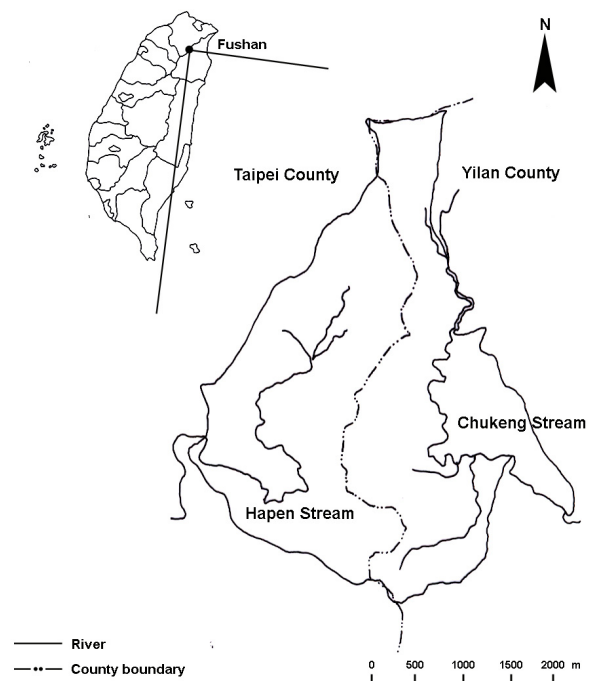 N
Fushan
Taipei County
Yilan County
Chukeng Stream
Hapen Stream
River
County boundary
0 500 1000 1500 2000 m